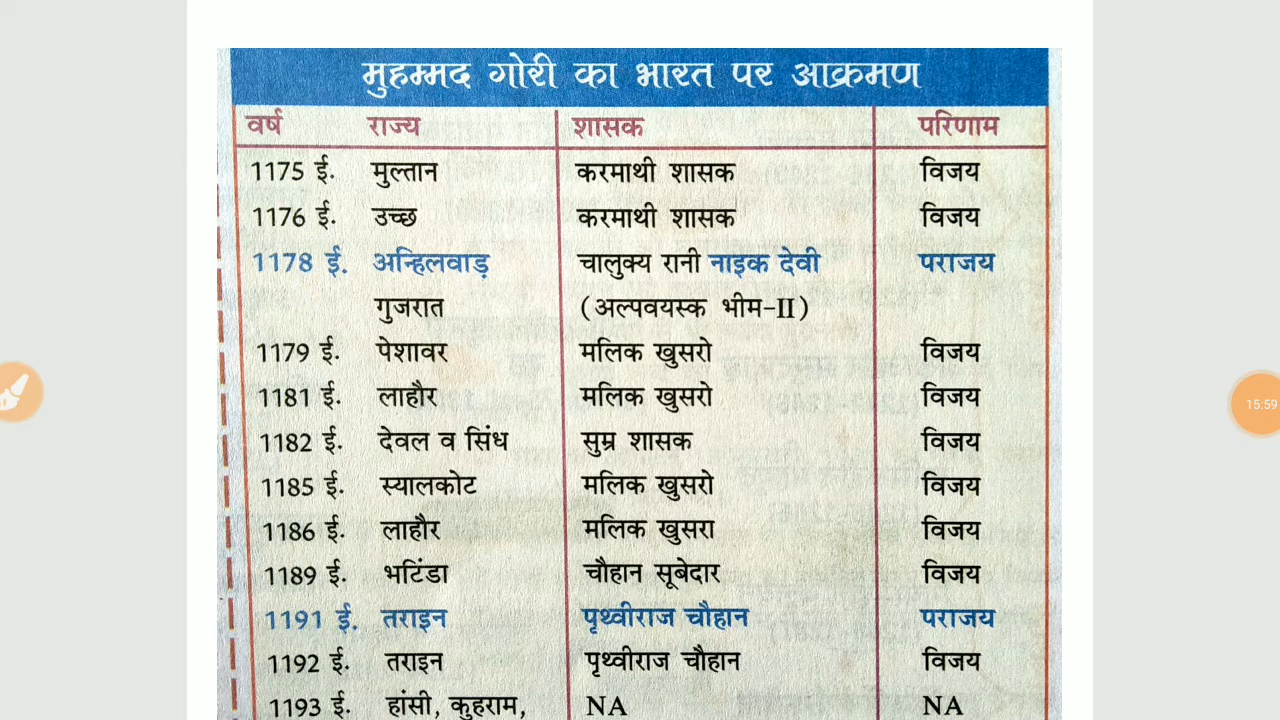 मुहम्मद गोरी का भारत पर आक्रमण
वर्ष राज्य शासक परिणाम
1175 ई. मुल्तान करमाथी शासक विजय
1176 ई. उच्छ करमाथी शासक विजय
1178 ई. अन्हिलवाड़ चालुक्य रानी नाइक देवी पराजय
गुजरात (अल्पवयस्क भीम-II)
1179 ई. पेशावर मलिक खुसरो विजय
1181 ई. लाहौर मलिक खुसरो विजय
1182 ई. देवल व सिंध सुम्र शासक विजय
1185 ई. स्यालकोट मलिक खुसरो विजय
1186 ई. लाहौर मलिक खुसरा विजय
1189 ई. भटिंडा चौहान सूबेदार विजय
1191 ई. तराइन पृथ्वीराज चौहान पराजय
1192 ई. तराइन पृथ्वीराज चौहान विजय
1193 ई. हांसी, कुहराम, NA NA
15:59